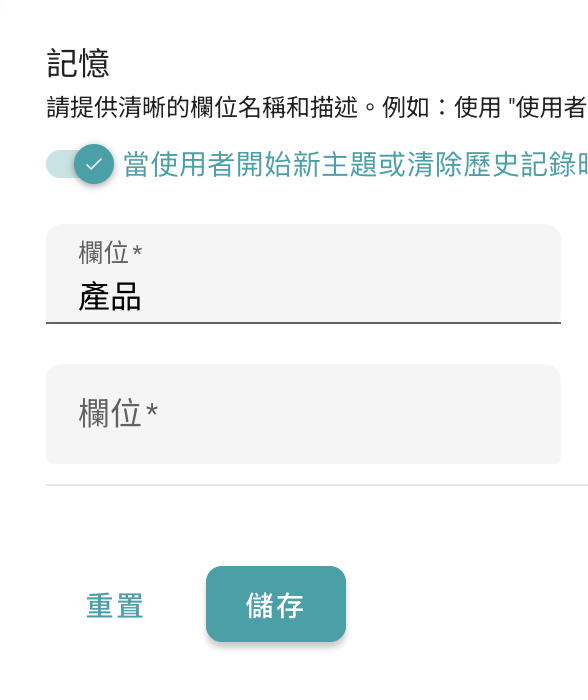 記憶
請提供清晰的欄位名稱和描述。例如：使用 "使用者
當使用者開始新主題或清除歷史記錄
欄位*
產品
欄位*
重置
儲存